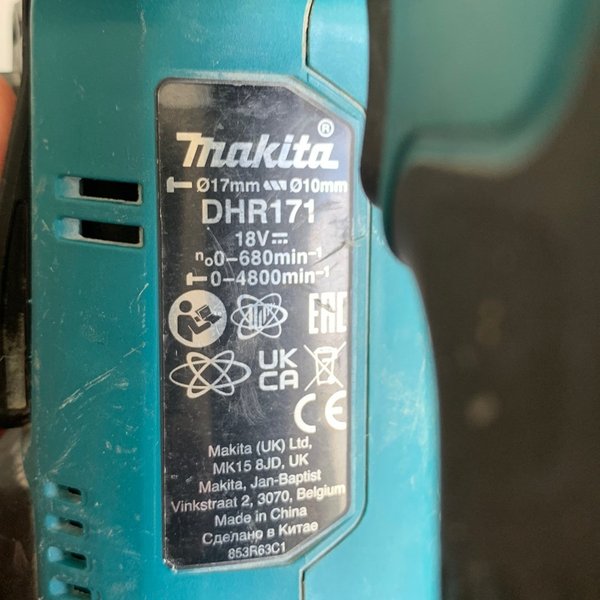 Makita®
Ø17mm Ø10mm
DHR171
18V⎓
n₀0-680min⁻¹
0-4800min⁻¹
EAC
UK
CA
CE
Makita (UK) Ltd,
MK15 8JD, UK
Makita, Jan-Baptist
Vinkstraat 2, 3070, Belgium
Made in China
Сделано в Китае
853R63C1